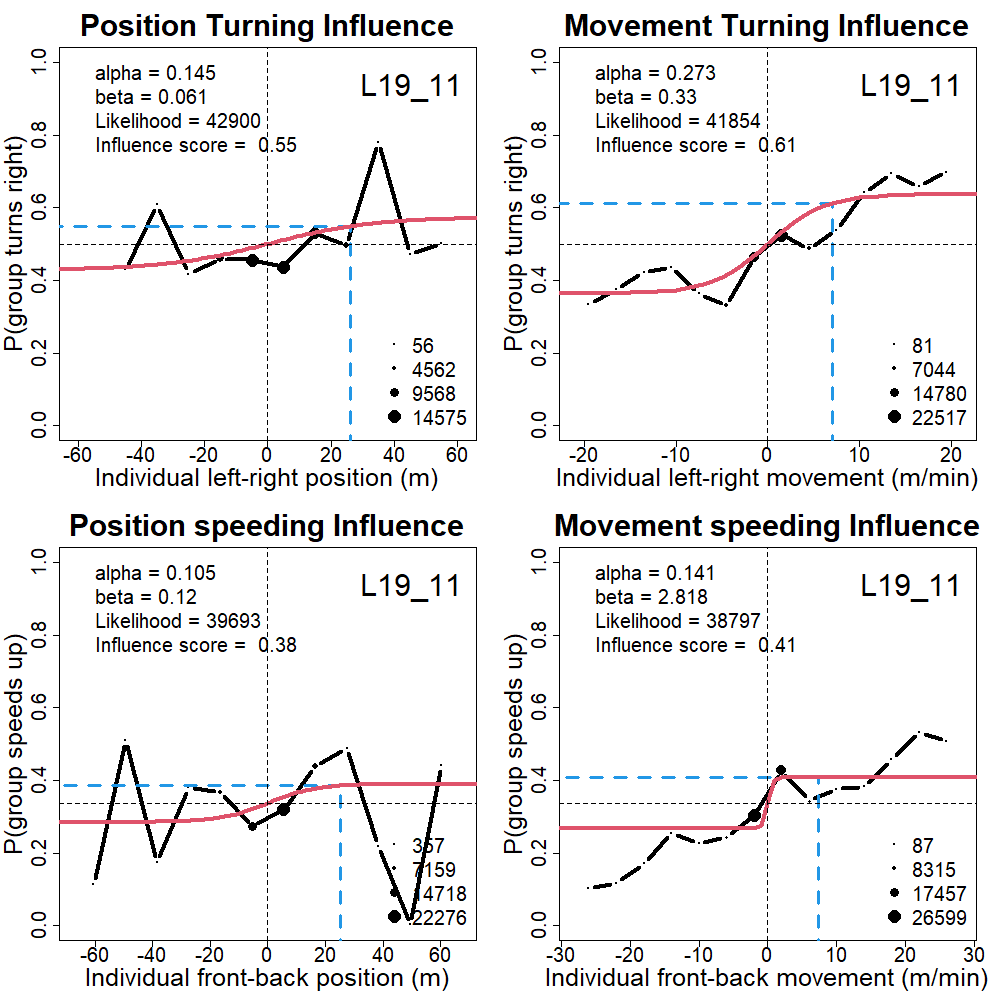 Position Turning Influence
alpha = 0.145
beta = 0.061
Likelihood = 42900
Influence score = 0.55
L19_11
P(group turns right)
0.0
0.2
0.4
0.6
0.8
1.0
56
4562
9568
14575
-60 -40 -20 0 20 40 60
Individual left-right position (m)
Movement Turning Influence
alpha = 0.273
beta = 0.33
Likelihood = 41854
Influence score = 0.61
L19_11
P(group turns right)
0.0
0.2
0.4
0.6
0.8
1.0
81
7044
14780
22517
-20 -10 0 10 20
Individual left-right movement (m/min)
Position speeding Influence
alpha = 0.105
beta = 0.12
Likelihood = 39693
Influence score = 0.38
L19_11
P(group speeds up)
0.0
0.2
0.4
0.6
0.8
1.0
357
7159
14718
22276
-60 -40 -20 0 20 40 60
Individual front-back position (m)
Movement speeding Influence
alpha = 0.141
beta = 2.818
Likelihood = 38797
Influence score = 0.41
L19_11
P(group speeds up)
0.0
0.2
0.4
0.6
0.8
1.0
87
8315
17457
26599
-30 -20 -10 0 10 20 30
Individual front-back movement (m/min)